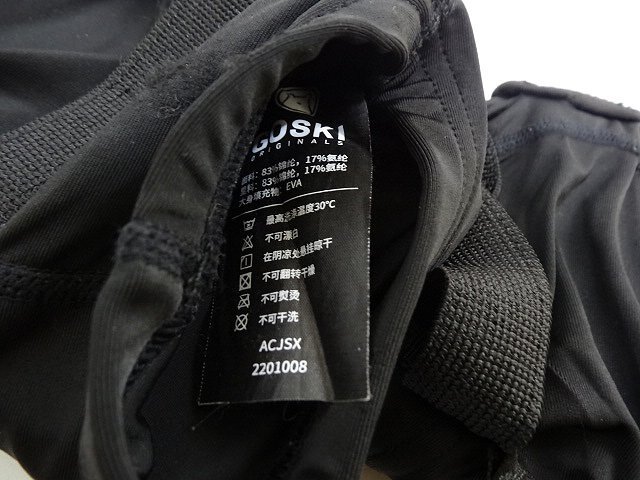 GOSKI
ORIGINALS
面料：83%锦纶，17%氨纶
里料：83%锦纶，17%氨纶
大身填充物：EVA
最高洗涤温度30℃
不可漂白
在阴凉处悬挂晾干
不可翻转干燥
不可熨烫
不可干洗
ACJSX
2201008